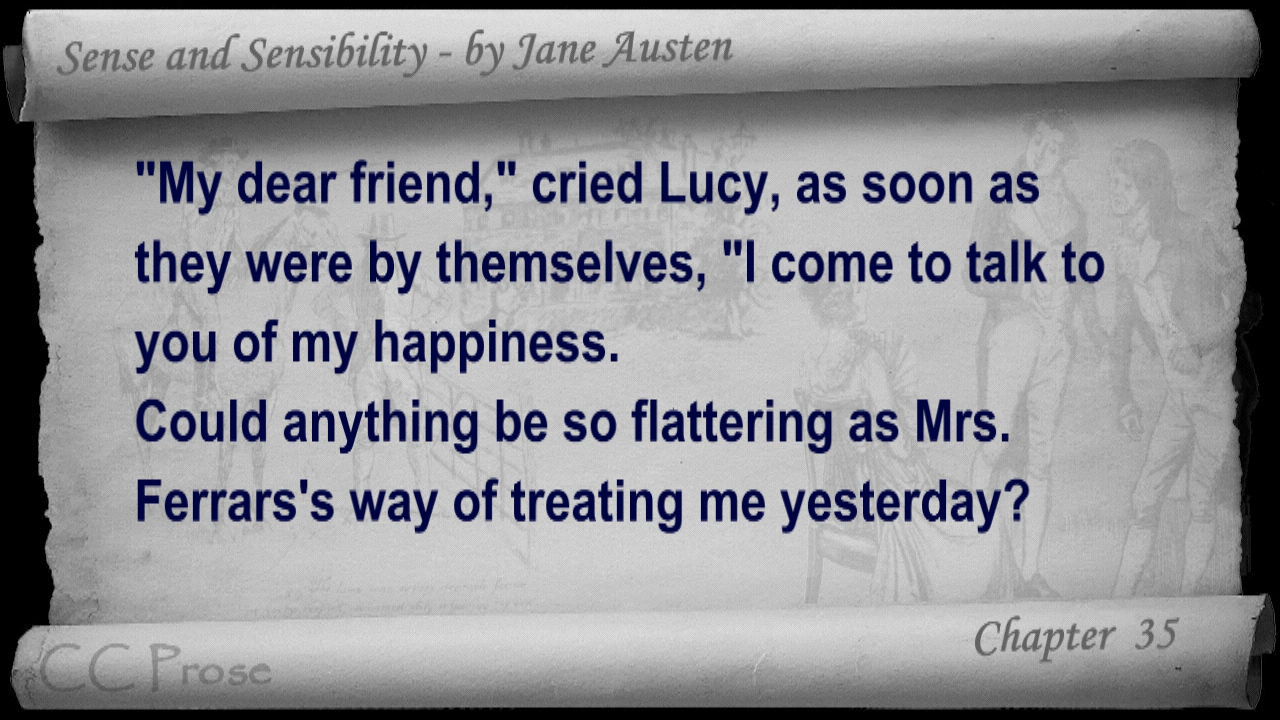 Sense and Sensibility - by Jane Austen
"My dear friend," cried Lucy, as soon as
they were by themselves, "I come to talk to
you of my happiness.
Could anything be so flattering as Mrs.
Ferrars's way of treating me yesterday?
Chapter 35
CC Prose